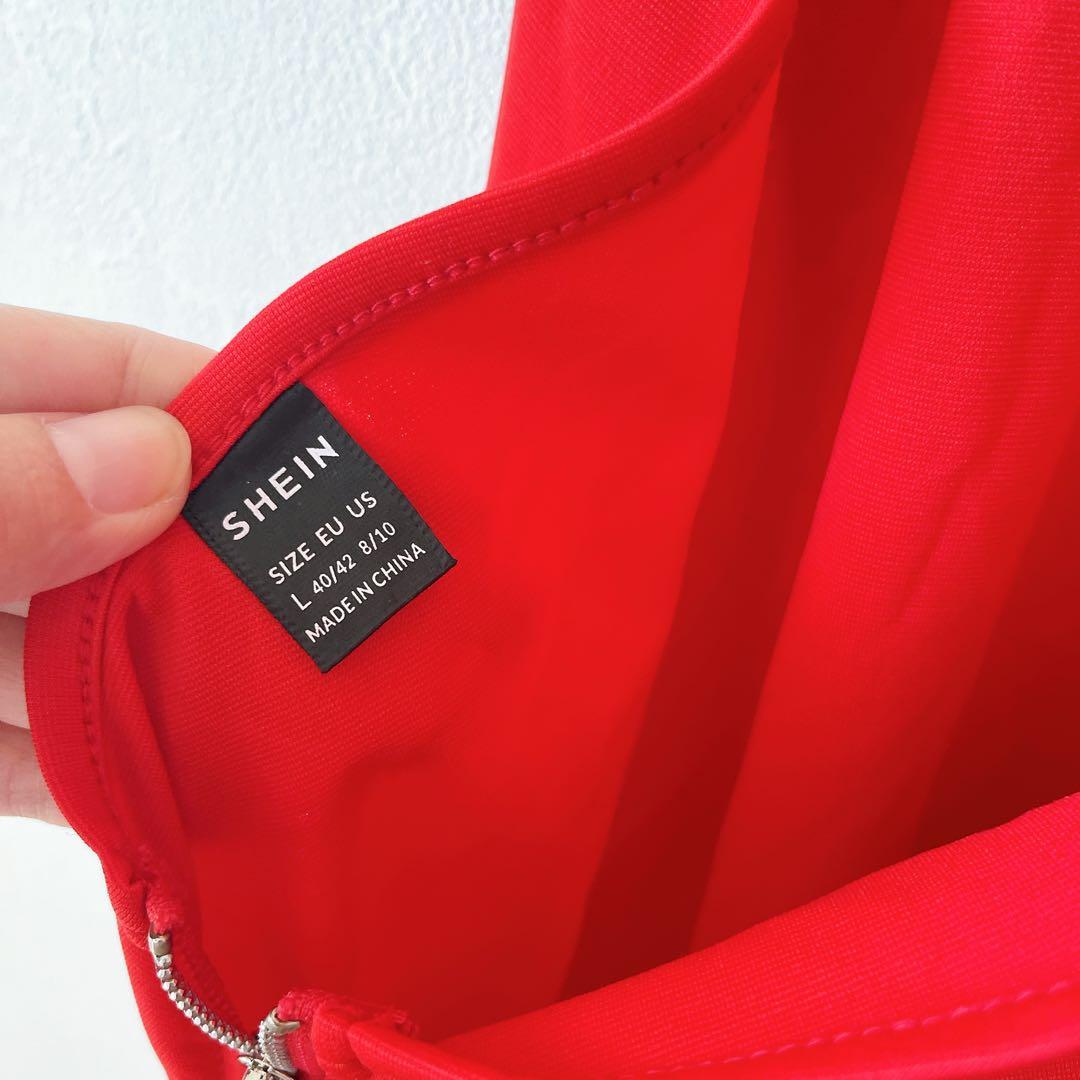 SHEIN
SIZE EU US
L 40/42 8/10
MADE IN CHINA